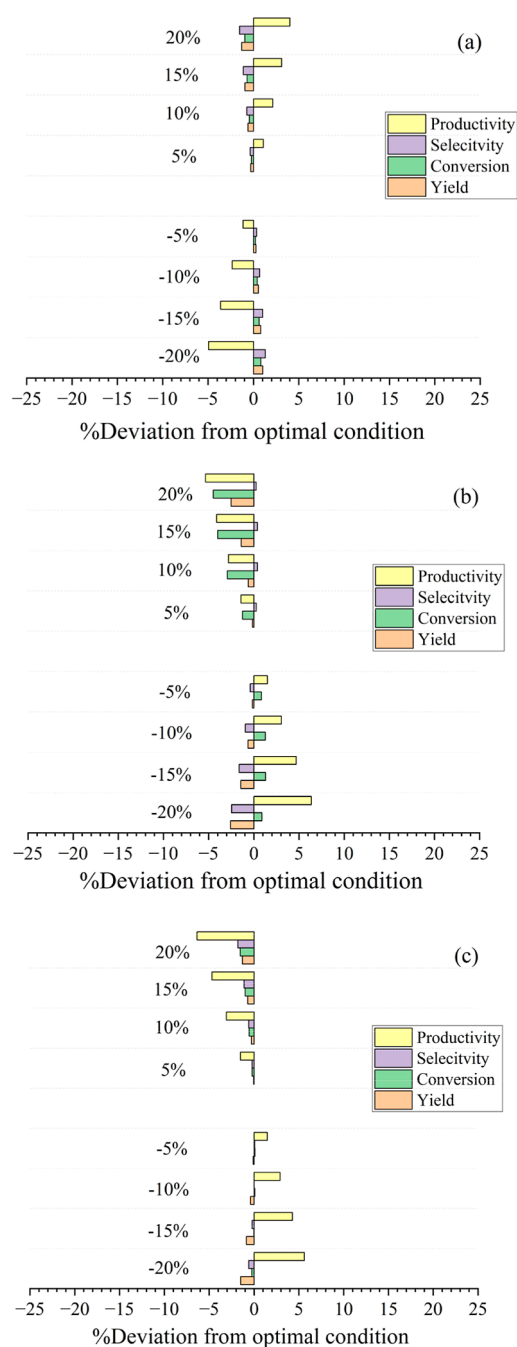 (a)
20%
15%
10%
5%
-5%
-10%
-15%
-20%
Productivity
Selecitvity
Conversion
Yield
−25 −20 −15 −10 −5 0 5 10 15 20 25
%Deviation from optimal condition
(b)
20%
15%
10%
5%
-5%
-10%
-15%
-20%
Productivity
Selecitvity
Conversion
Yield
−25 −20 −15 −10 −5 0 5 10 15 20 25
%Deviation from optimal condition
(c)
20%
15%
10%
5%
-5%
-10%
-15%
-20%
Productivity
Selecitvity
Conversion
Yield
−25 −20 −15 −10 −5 0 5 10 15 20 25
%Deviation from optimal condition